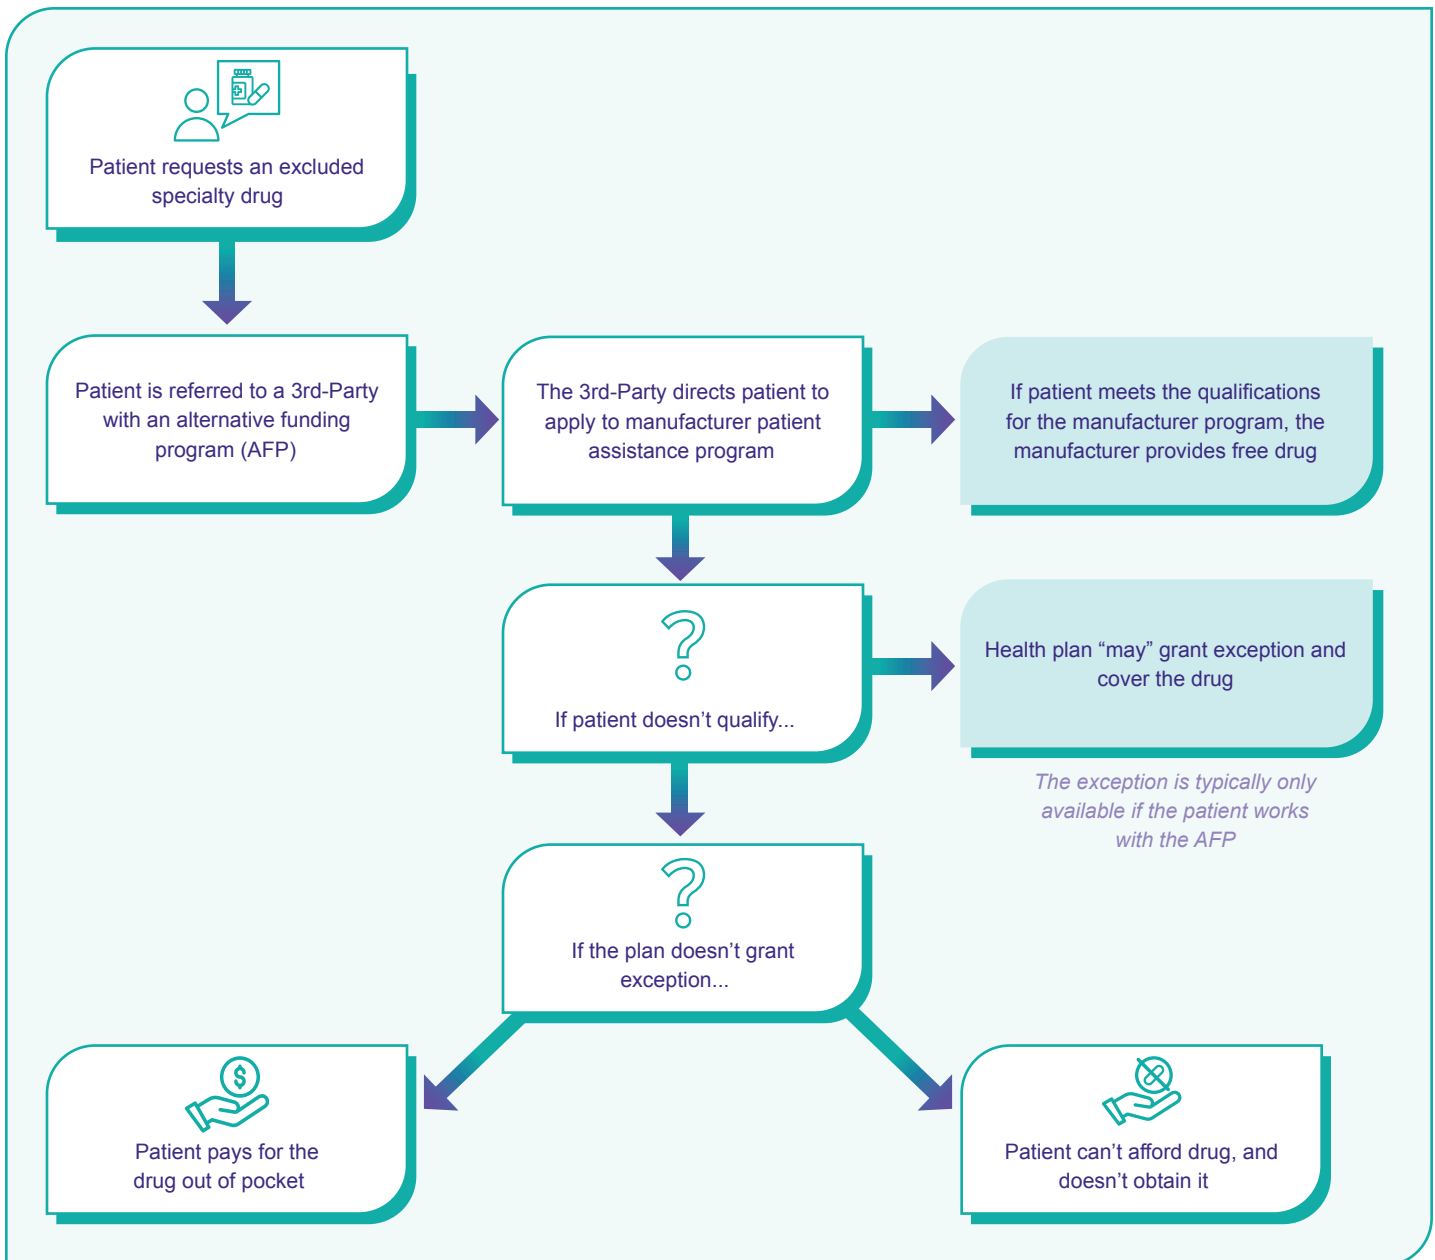 Patient requests an excluded
specialty drug
Patient is referred to a 3rd-Party
with an alternative funding
program (AFP)
The 3rd-Party directs patient to
apply to manufacturer patient
assistance program
If patient meets the qualifications
for the manufacturer program, the
manufacturer provides free drug
?
If patient doesn’t qualify...
Health plan “may” grant exception and
cover the drug
The exception is typically only
available if the patient works
with the AFP
?
If the plan doesn’t grant
exception...
$
Patient pays for the
drug out of pocket
Patient can’t afford drug, and
doesn’t obtain it